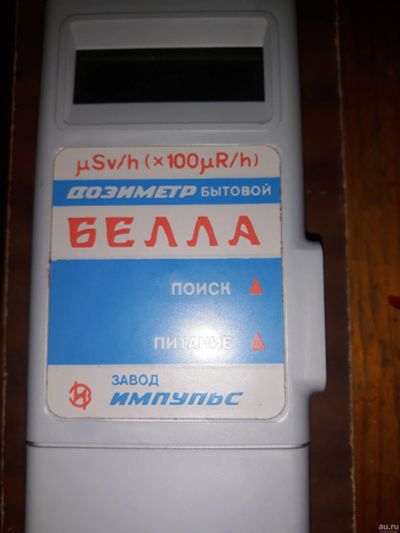 μSv/h (×100μR/h)
ДОЗИМЕТР БЫТОВОЙ
БЕЛЛА
ПОИСК
ПИТАНИЕ
ЗАВОД
ИМПУЛЬС
au.ru